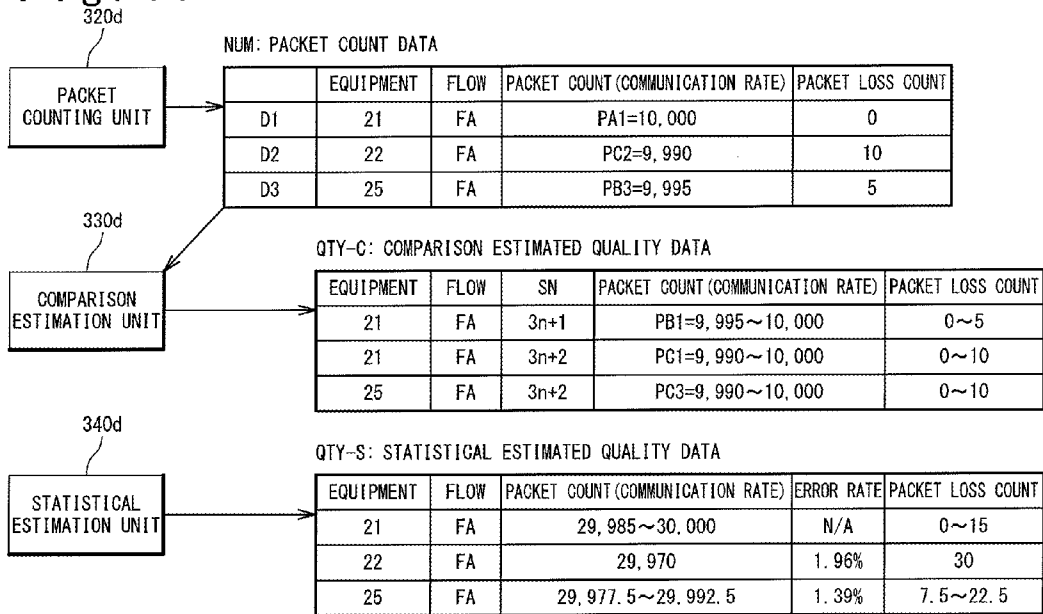 320d
NUM: PACKET COUNT DATA
PACKET
COUNTING UNIT
EQUIPMENT FLOW PACKET COUNT(COMMUNICATION RATE) PACKET LOSS COUNT
D1 21 FA PA1=10,000 0
D2 22 FA PC2=9,990 10
D3 25 FA PB3=9,995 5
330d
QTY-C: COMPARISON ESTIMATED QUALITY DATA
COMPARISON
ESTIMATION UNIT
EQUIPMENT FLOW SN PACKET COUNT(COMMUNICATION RATE) PACKET LOSS COUNT
21 FA 3n+1 PB1=9,995~10,000 0~5
21 FA 3n+2 PC1=9,990~10,000 0~10
25 FA 3n+2 PC3=9,990~10,000 0~10
340d
QTY-S: STATISTICAL ESTIMATED QUALITY DATA
STATISTICAL
ESTIMATION UNIT
EQUIPMENT FLOW PACKET COUNT(COMMUNICATION RATE) ERROR RATE PACKET LOSS COUNT
21 FA 29,985~30,000 N/A 0~15
22 FA 29,970 1.96% 30
25 FA 29,977.5~29,992.5 1.39% 7.5~22.5